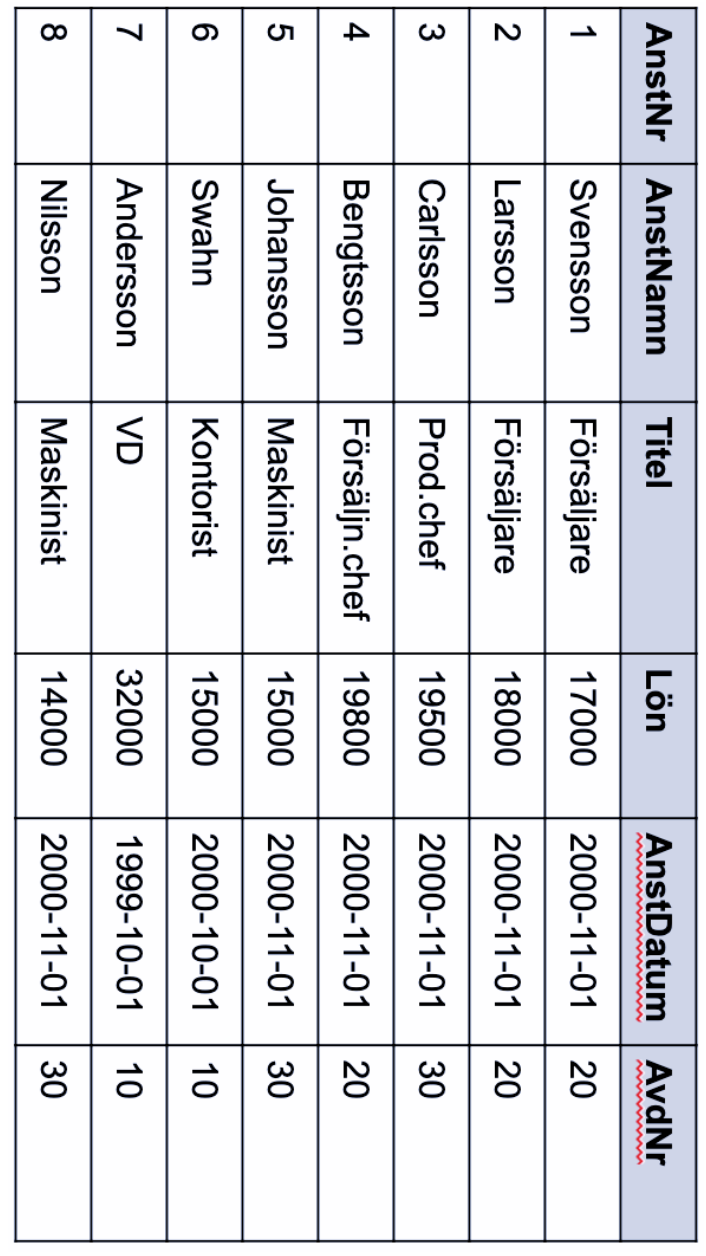 AnstNr AnstNamn Titel Lön AnstDatum AvdNr
1 Svensson Försäljare 17000 2000-11-01 20
2 Larsson Försäljare 18000 2000-11-01 20
3 Carlsson Prod.chef 19500 2000-11-01 30
4 Bengtsson Försäljn.chef 19800 2000-11-01 20
5 Johansson Maskinist 15000 2000-11-01 30
6 Swahn Kontorist 15000 2000-10-01 10
7 Andersson VD 32000 1999-10-01 10
8 Nilsson Maskinist 14000 2000-11-01 30